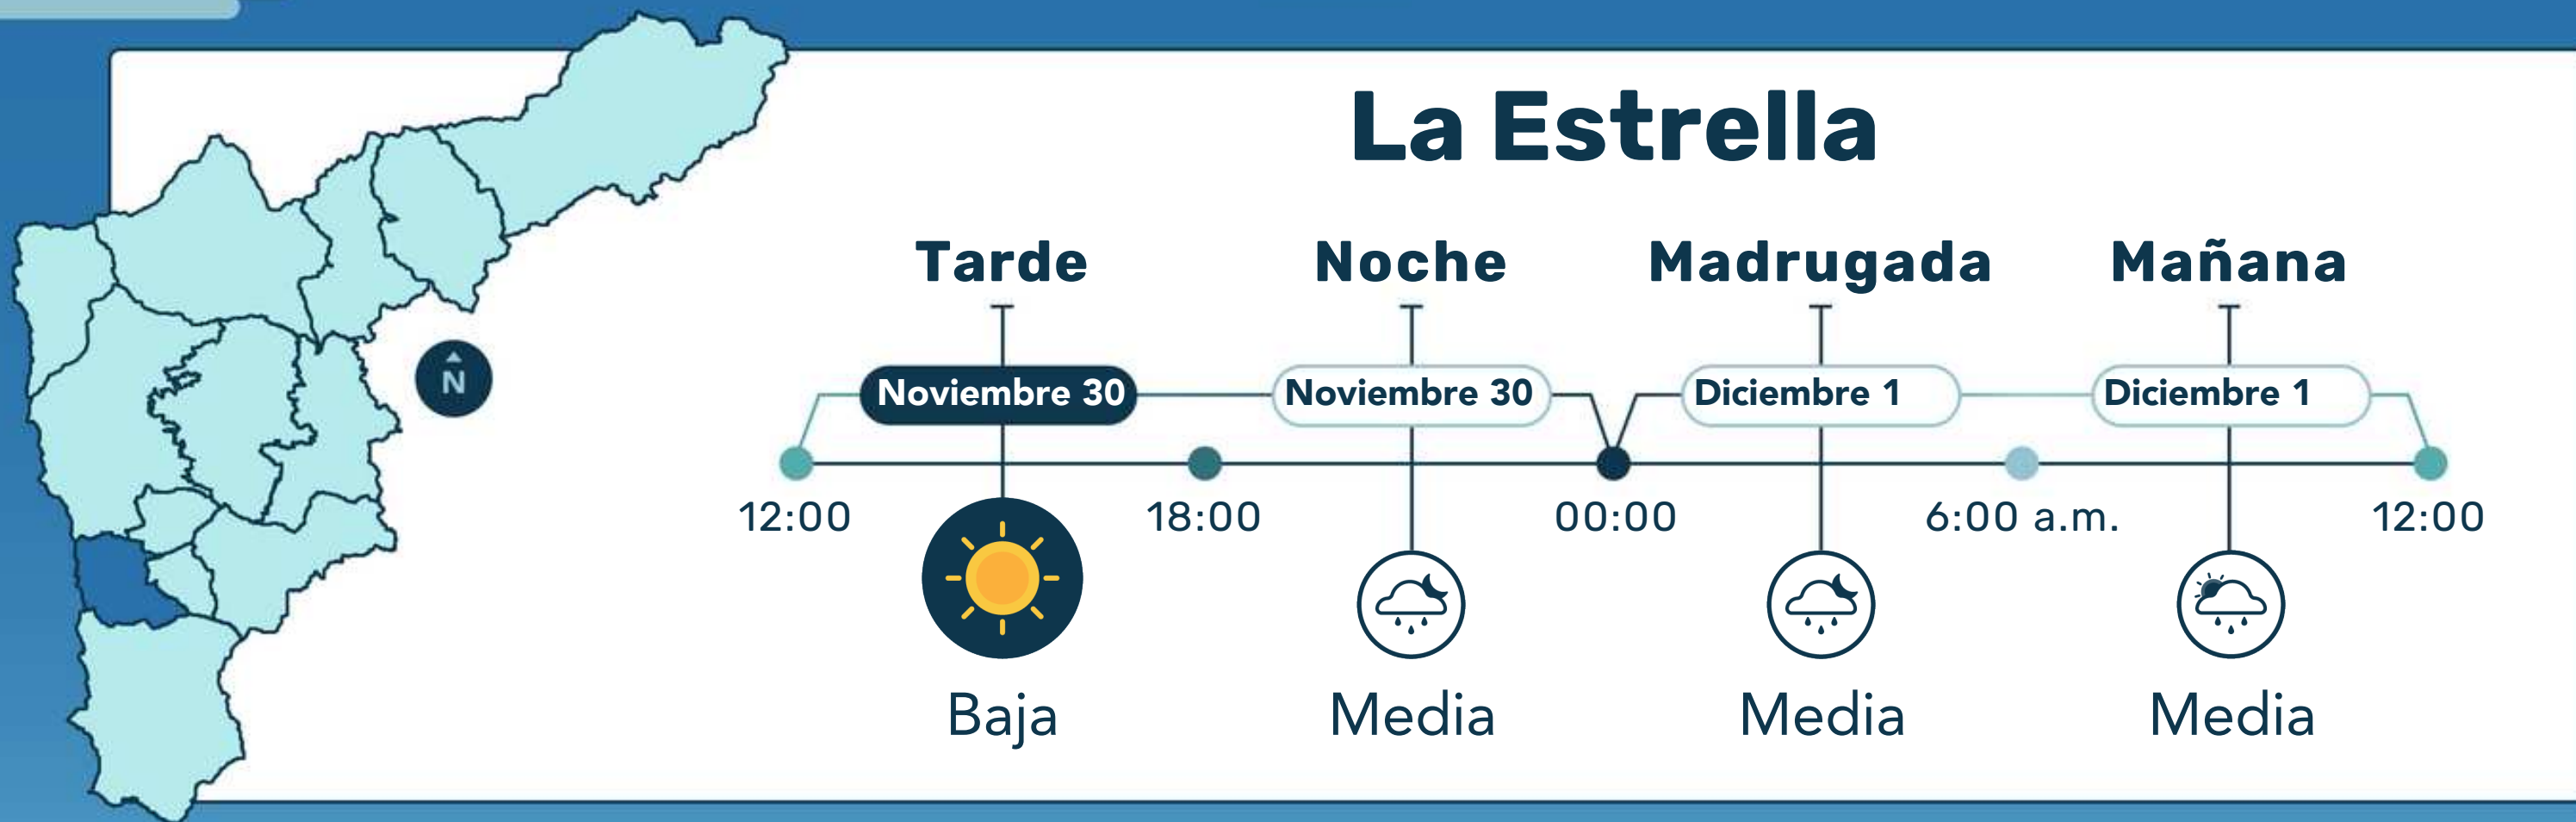 La Estrella
Tarde Noche Madrugada Mañana
N
Noviembre 30 Noviembre 30 Diciembre 1 Diciembre 1
12:00 18:00 00:00 6:00 a.m. 12:00
Baja Media Media Media